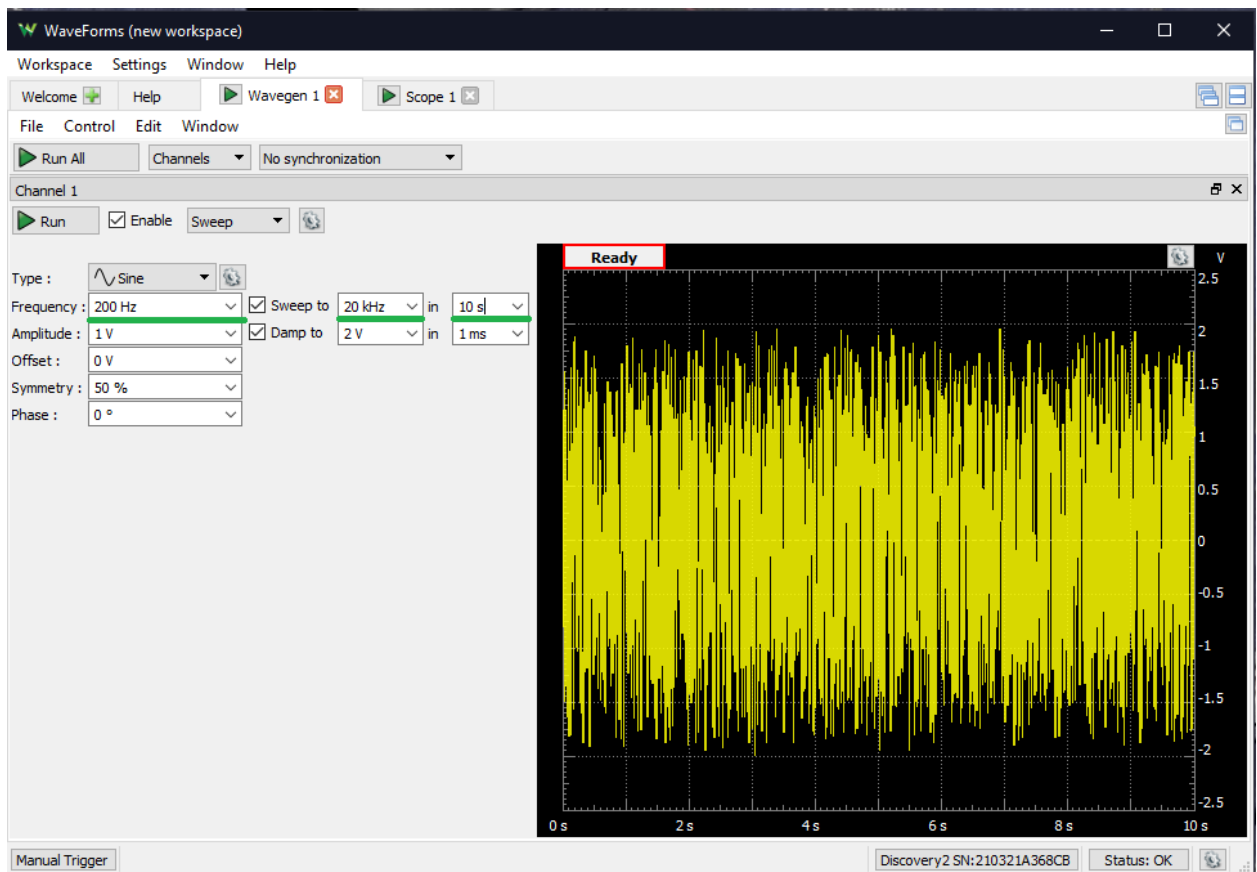 WaveForms (new workspace)
Workspace Settings Window Help
Welcome Help Wavegen 1 Scope 1
File Control Edit Window
Run All Channels No synchronization
Channel 1
Run Enable Sweep
Ready V
Type : Sine
Frequency : 200 Hz Sweep to 20 kHz in 10 s
Amplitude : 1 V Damp to 2 V in 1 ms
Offset : 0 V
Symmetry : 50 %
Phase : 0 °
2.5
2
1.5
1
0.5
0
-0.5
-1
-1.5
-2
-2.5
0 s 2 s 4 s 6 s 8 s 10 s
Manual Trigger Discovery2 SN:210321A368CB Status: OK